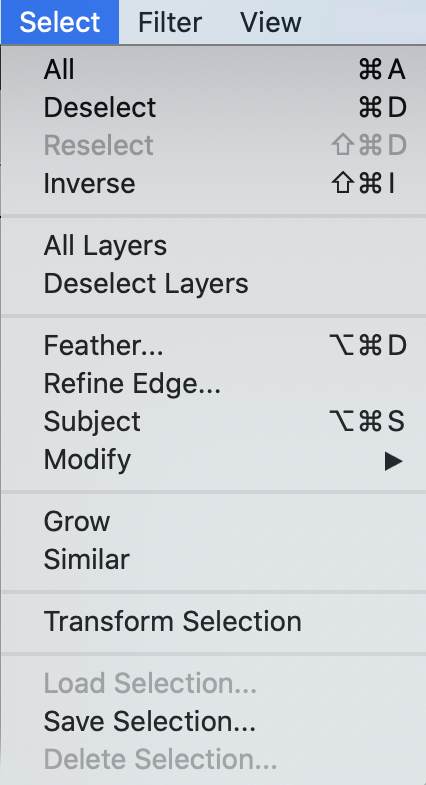 Select Filter View
All ⌘A
Deselect ⌘D
Reselect ⇧⌘D
Inverse ⇧⌘I
All Layers
Deselect Layers
Feather... ⌥⌘D
Refine Edge...
Subject ⌥⌘S
Modify ▶
Grow
Similar
Transform Selection
Load Selection...
Save Selection...
Delete Selection...